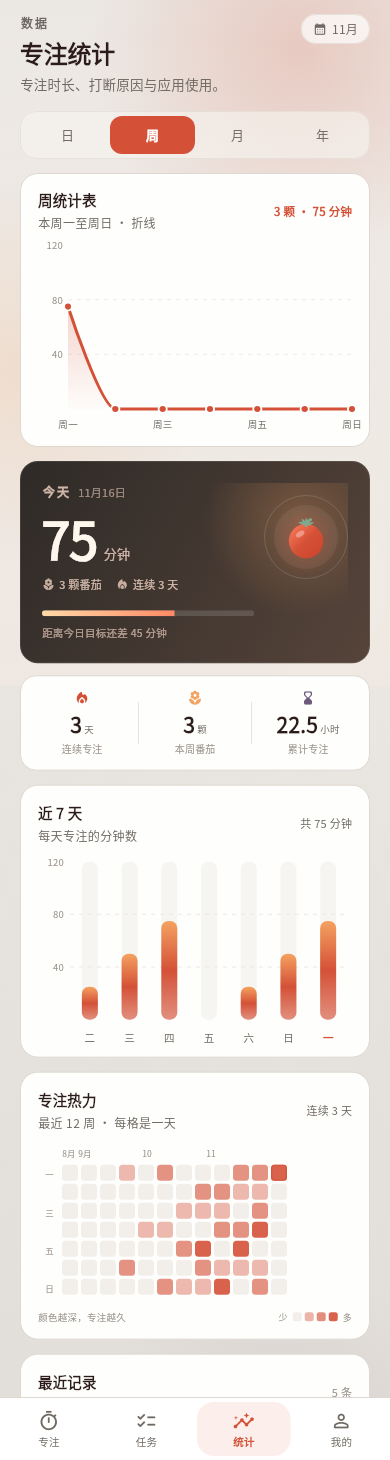 数据
专注统计
11月
专注时长、打断原因与应用使用。
日 周 月 年
周统计表
本周一至周日 · 折线
3 颗 · 75 分钟
120
80
40
周一 周三 周五 周日
今天 11月16日
75 分钟
3 颗番茄 连续 3 天
距离今日目标还差 45 分钟
3 天 3 颗 22.5 小时
连续专注 本周番茄 累计专注
近 7 天
每天专注的分钟数
共 75 分钟
120
80
40
二 三 四 五 六 日 一
专注热力
最近 12 周 · 每格是一天
连续 3 天
8月 9月 10 11
一
三
五
日
颜色越深，专注越久
少 多
最近记录
5 条
专注 任务 统计 我的